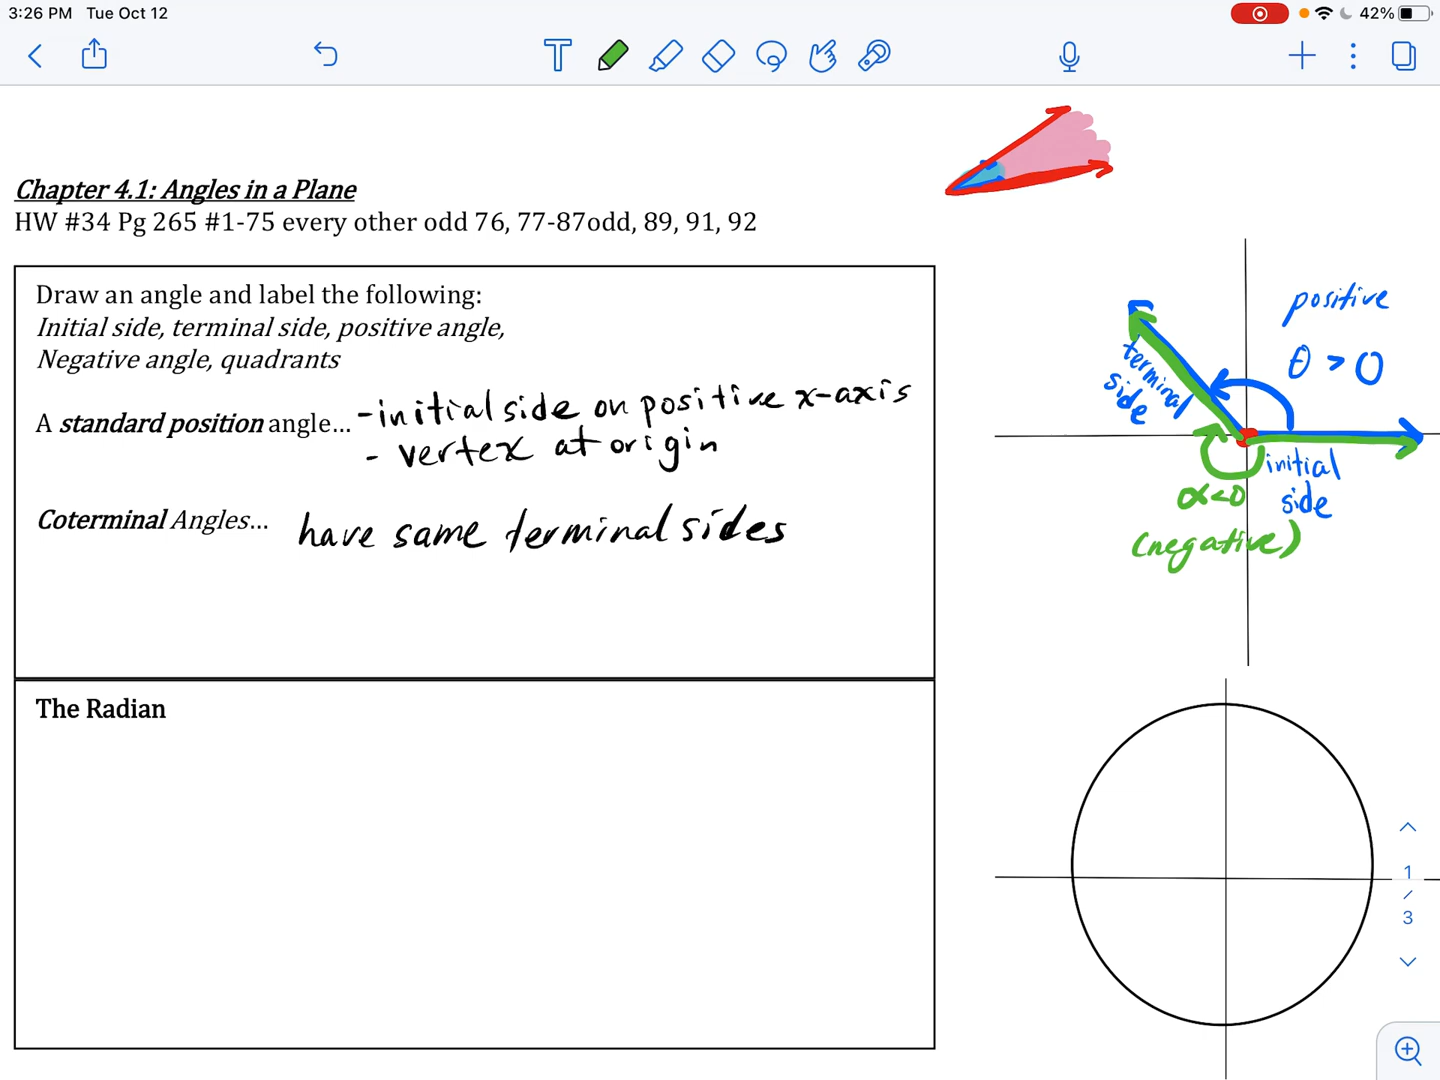 3:26 PM Tue Oct 12
42%
T
Chapter 4.1: Angles in a Plane
HW #34 Pg 265 #1-75 every other odd 76, 77-87odd, 89, 91, 92
Draw an angle and label the following:
Initial side, terminal side, positive angle,
Negative angle, quadrants
A standard position angle... -initial side on positive x-axis
- vertex at origin
Coterminal Angles... have same terminal sides
positive
θ > 0
terminal
side
initial
side
α<0
(negative)
The Radian
1
/
3